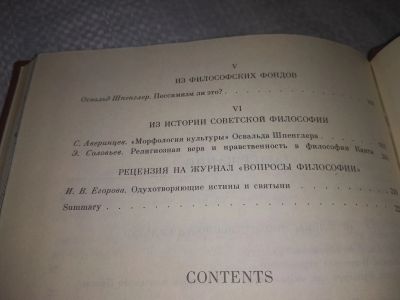 V
ИЗ ФИЛОСОФСКИХ ФОНДОВ
Освальд Шпенглер. Пессимизм ли это?
VI
ИЗ ИСТОРИИ СОВЕТСКОЙ ФИЛОСОФИИ
С. Аверинцев. «Морфология культуры» Освальда Шпенглера
Э. Соловьев. Религиозная вера и нравственность в философии Канта
РЕЦЕНЗИЯ НА ЖУРНАЛ «ВОПРОСЫ ФИЛОСОФИИ»
И. В. Егорова. Одухотворяющие истины и святыни
Summary
CONTENTS